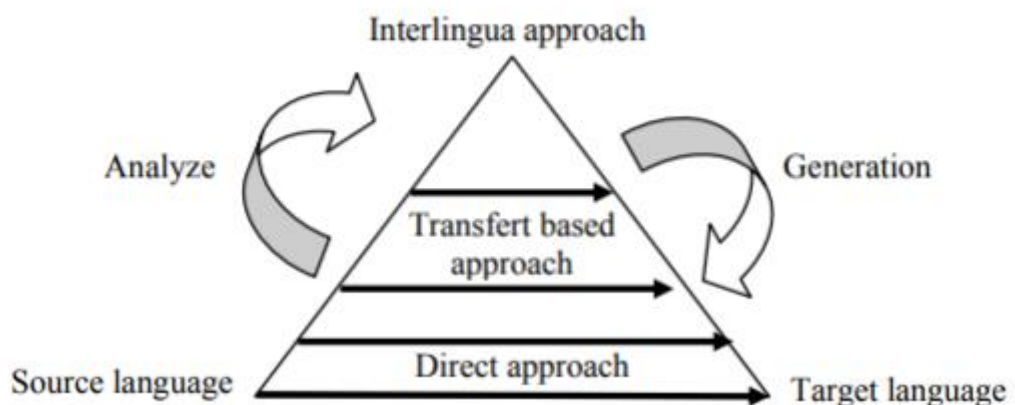 Interlingua approach
Analyze
Generation
Transfert based
approach
Direct approach
Source language
Target language